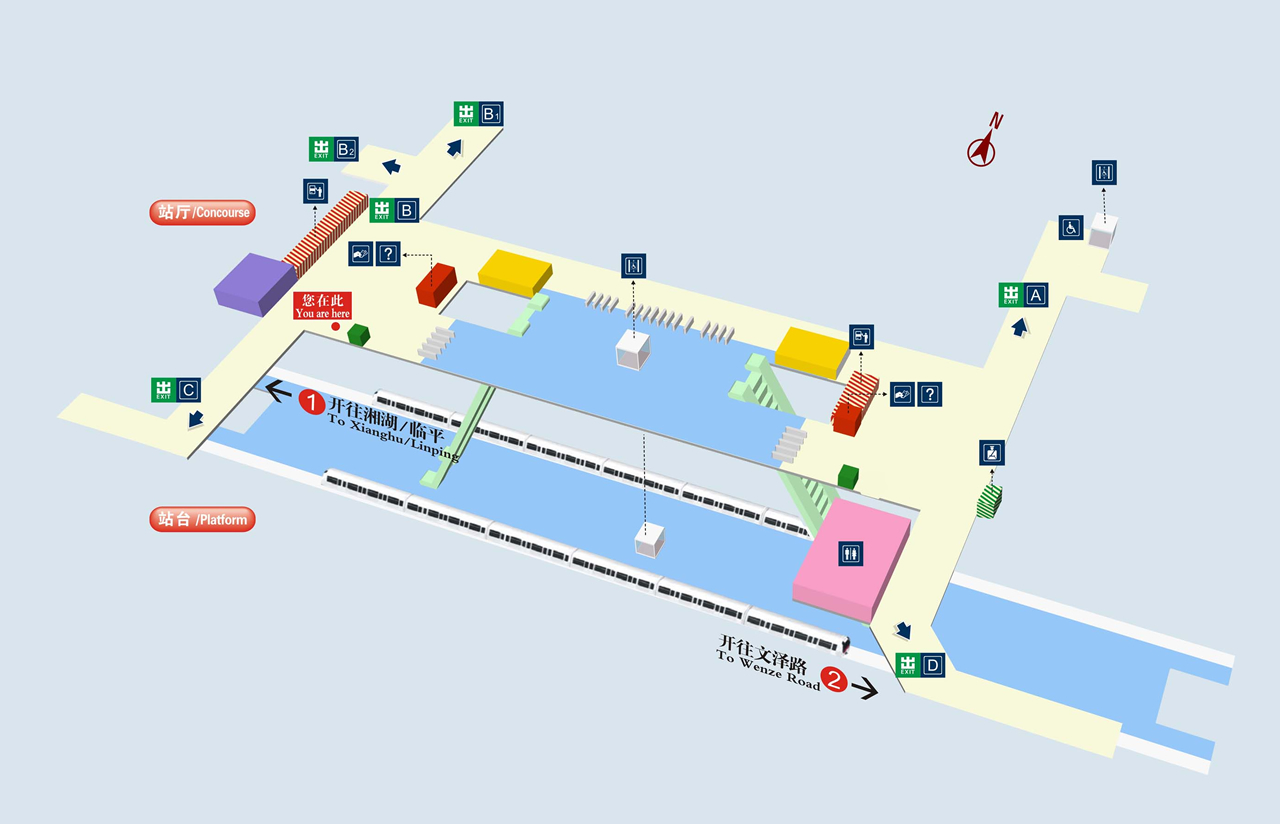 出 EXIT B1
出 EXIT B2
N
站厅/Concourse
出 EXIT B
?
您在此
You are here
出 EXIT A
?
出 EXIT C
1 开往湘湖/临平
To Xianghu/Linping
站台/Platform
开往文泽路
To Wenze Road 2
出 EXIT D